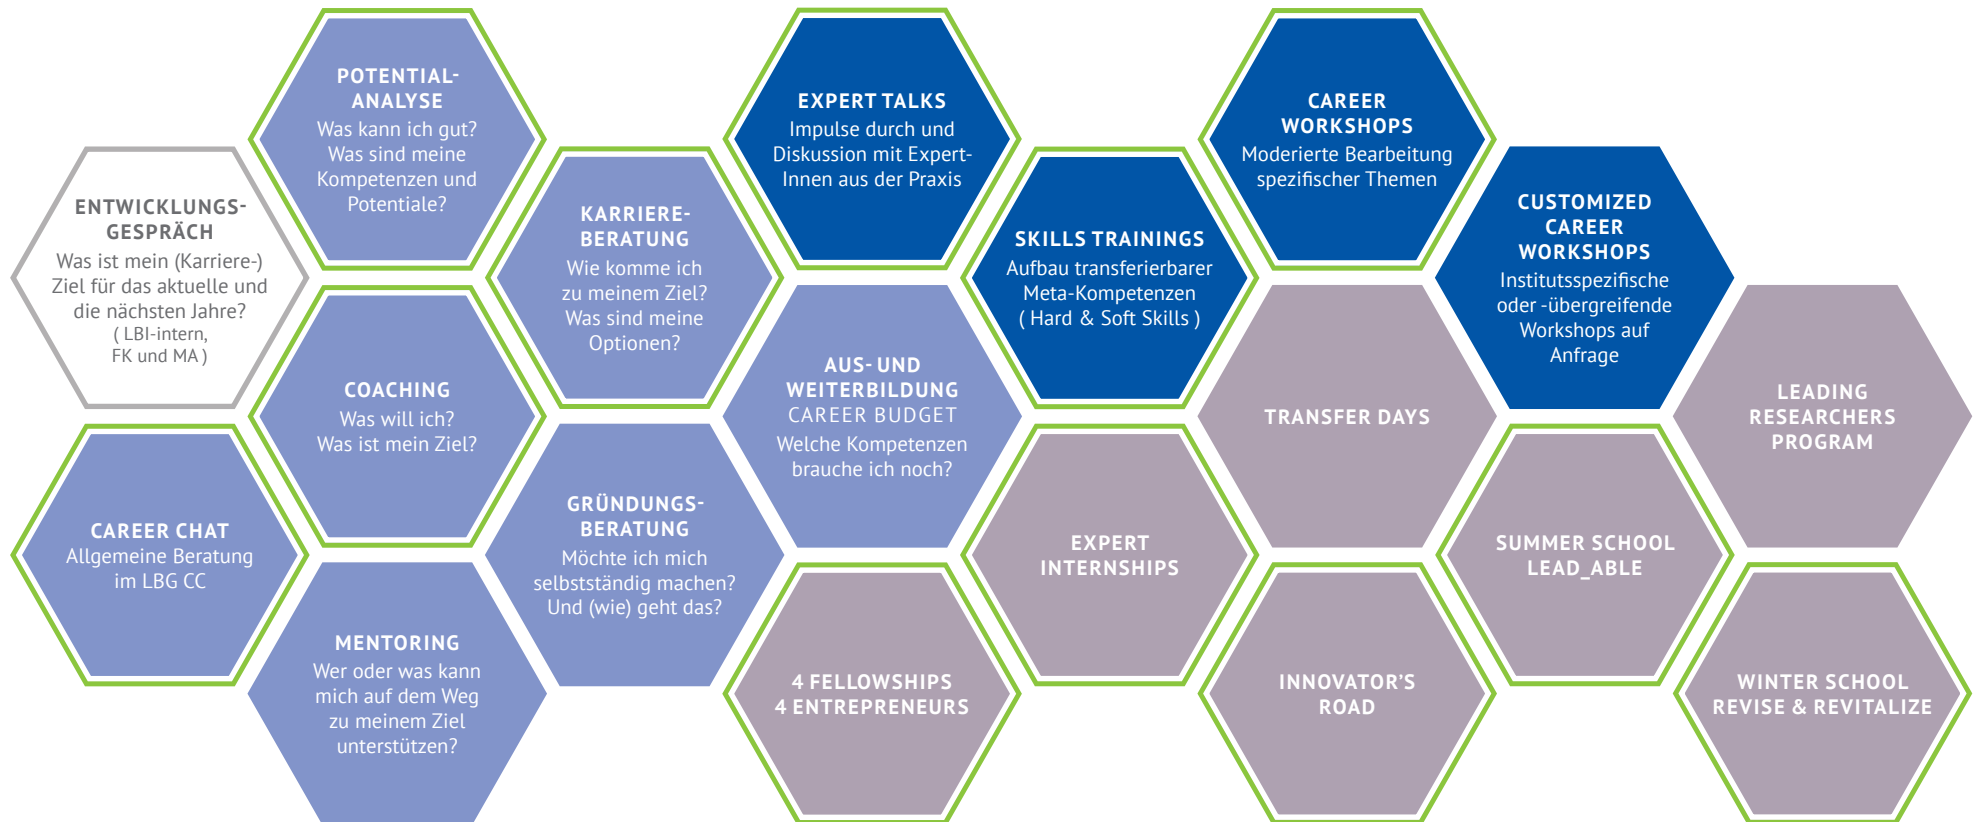 POTENTIAL-
ANALYSE
Was kann ich gut?
Was sind meine
Kompetenzen und
Potentiale?
EXPERT TALKS
Impulse durch und
Diskussion mit Expert-
Innen aus der Praxis
CAREER
WORKSHOPS
Moderierte Bearbeitung
spezifischer Themen
ENTWICKLUNGS-
GESPRÄCH
Was ist mein (Karriere-)
Ziel für das aktuelle und
die nächsten Jahre?
( LBI-intern,
FK und MA )
KARRIERE-
BERATUNG
Wie komme ich
zu meinem Ziel?
Was sind meine
Optionen?
SKILLS TRAININGS
Aufbau transferierbarer
Meta-Kompetenzen
( Hard & Soft Skills )
CUSTOMIZED
CAREER
WORKSHOPS
Institutsspezifische
oder -übergreifende
Workshops auf
Anfrage
COACHING
Was will ich?
Was ist mein Ziel?
AUS- UND
WEITERBILDUNG
CAREER BUDGET
Welche Kompetenzen
brauche ich noch?
TRANSFER DAYS
LEADING
RESEARCHERS
PROGRAM
CAREER CHAT
Allgemeine Beratung
im LBG CC
GRÜNDUNGS-
BERATUNG
Möchte ich mich
selbstständig machen?
Und (wie) geht das?
EXPERT
INTERNSHIPS
SUMMER SCHOOL
LEAD_ABLE
MENTORING
Wer oder was kann
mich auf dem Weg
zu meinem Ziel
unterstützen?
4 FELLOWSHIPS
4 ENTREPRENEURS
INNOVATOR’S
ROAD
WINTER SCHOOL
REVISE & REVITALIZE